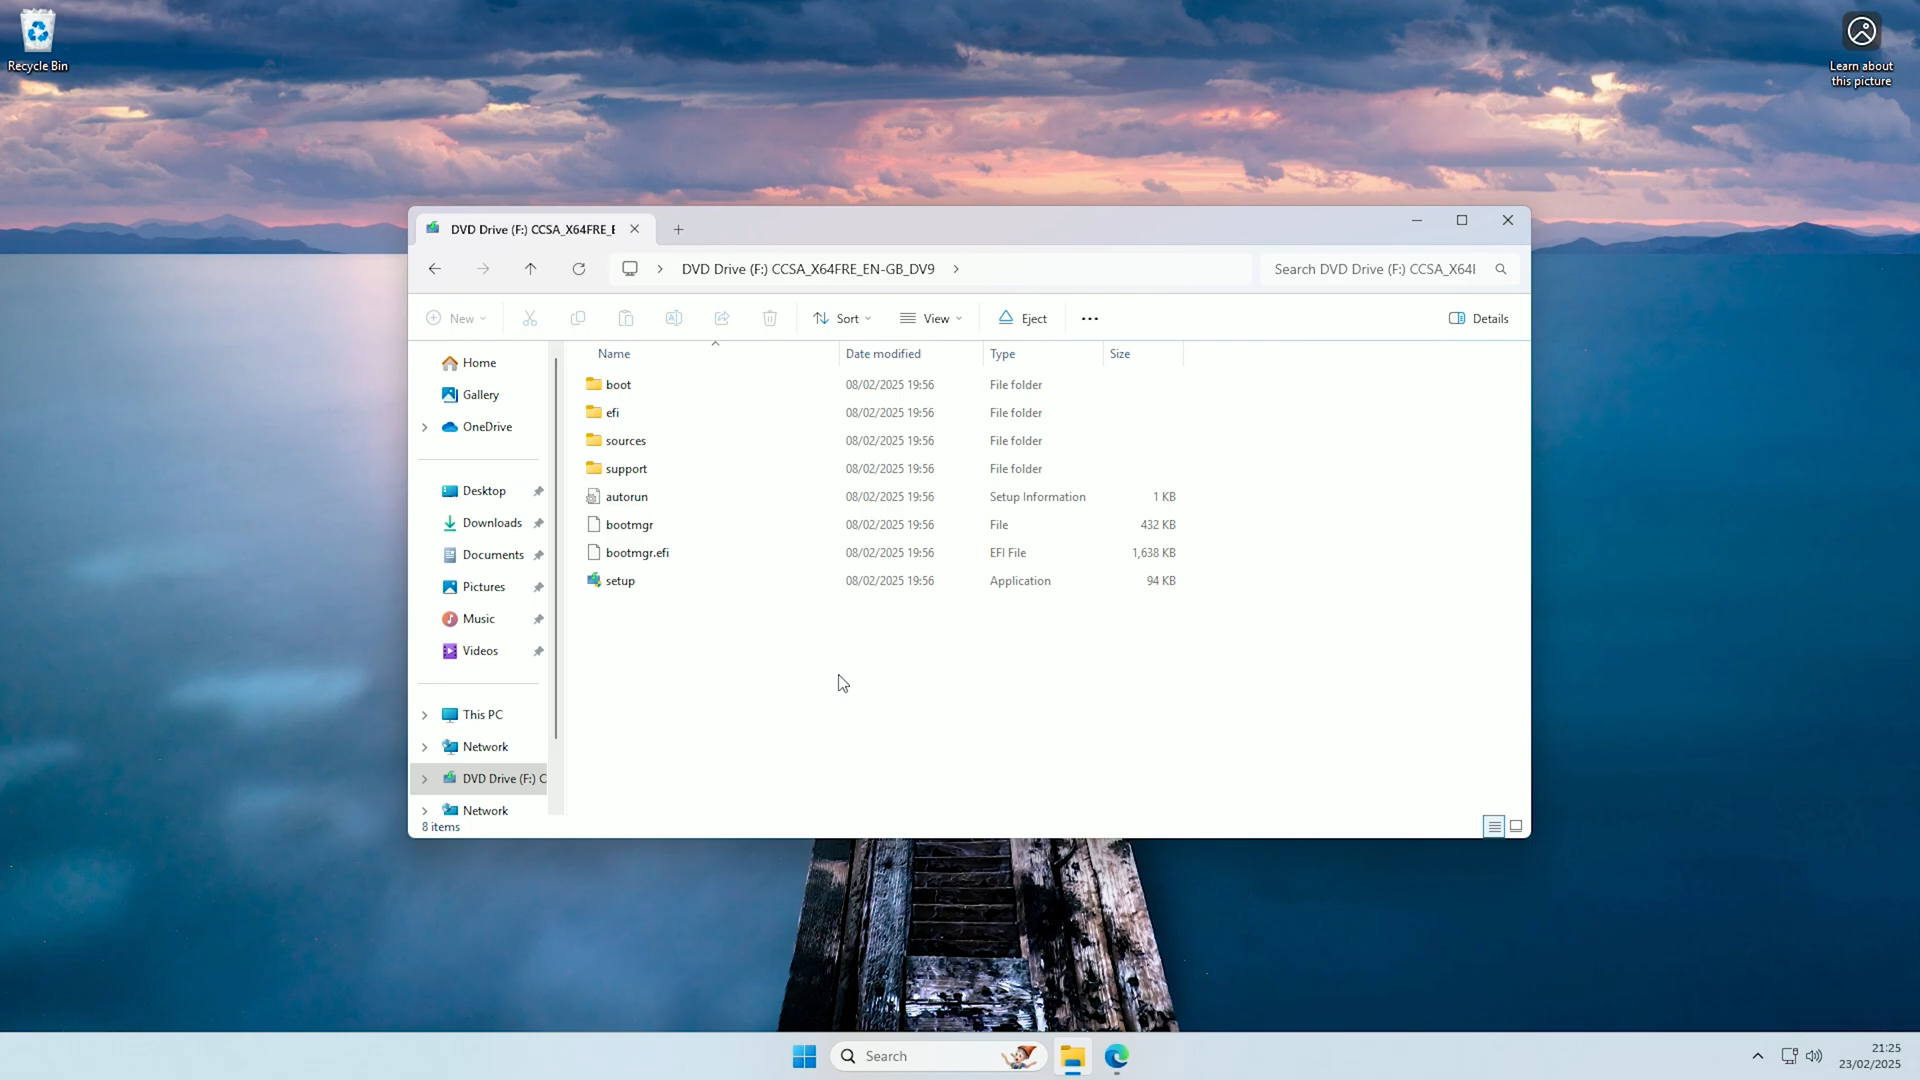 Recycle Bin
Learn about
this picture
DVD Drive (F:) CCSA_X64FRE_E
DVD Drive (F:) CCSA_X64FRE_EN-GB_DV9
Search DVD Drive (F:) CCSA_X64I
New
Sort
View
Eject
Details
Home
Gallery
OneDrive
Desktop
Downloads
Documents
Pictures
Music
Videos
This PC
Network
DVD Drive (F:) C
Network
Name Date modified Type Size
boot 08/02/2025 19:56 File folder
efi 08/02/2025 19:56 File folder
sources 08/02/2025 19:56 File folder
support 08/02/2025 19:56 File folder
autorun 08/02/2025 19:56 Setup Information 1 KB
bootmgr 08/02/2025 19:56 File 432 KB
bootmgr.efi 08/02/2025 19:56 EFI File 1,638 KB
setup 08/02/2025 19:56 Application 94 KB
8 items
Search
21:25
23/02/2025